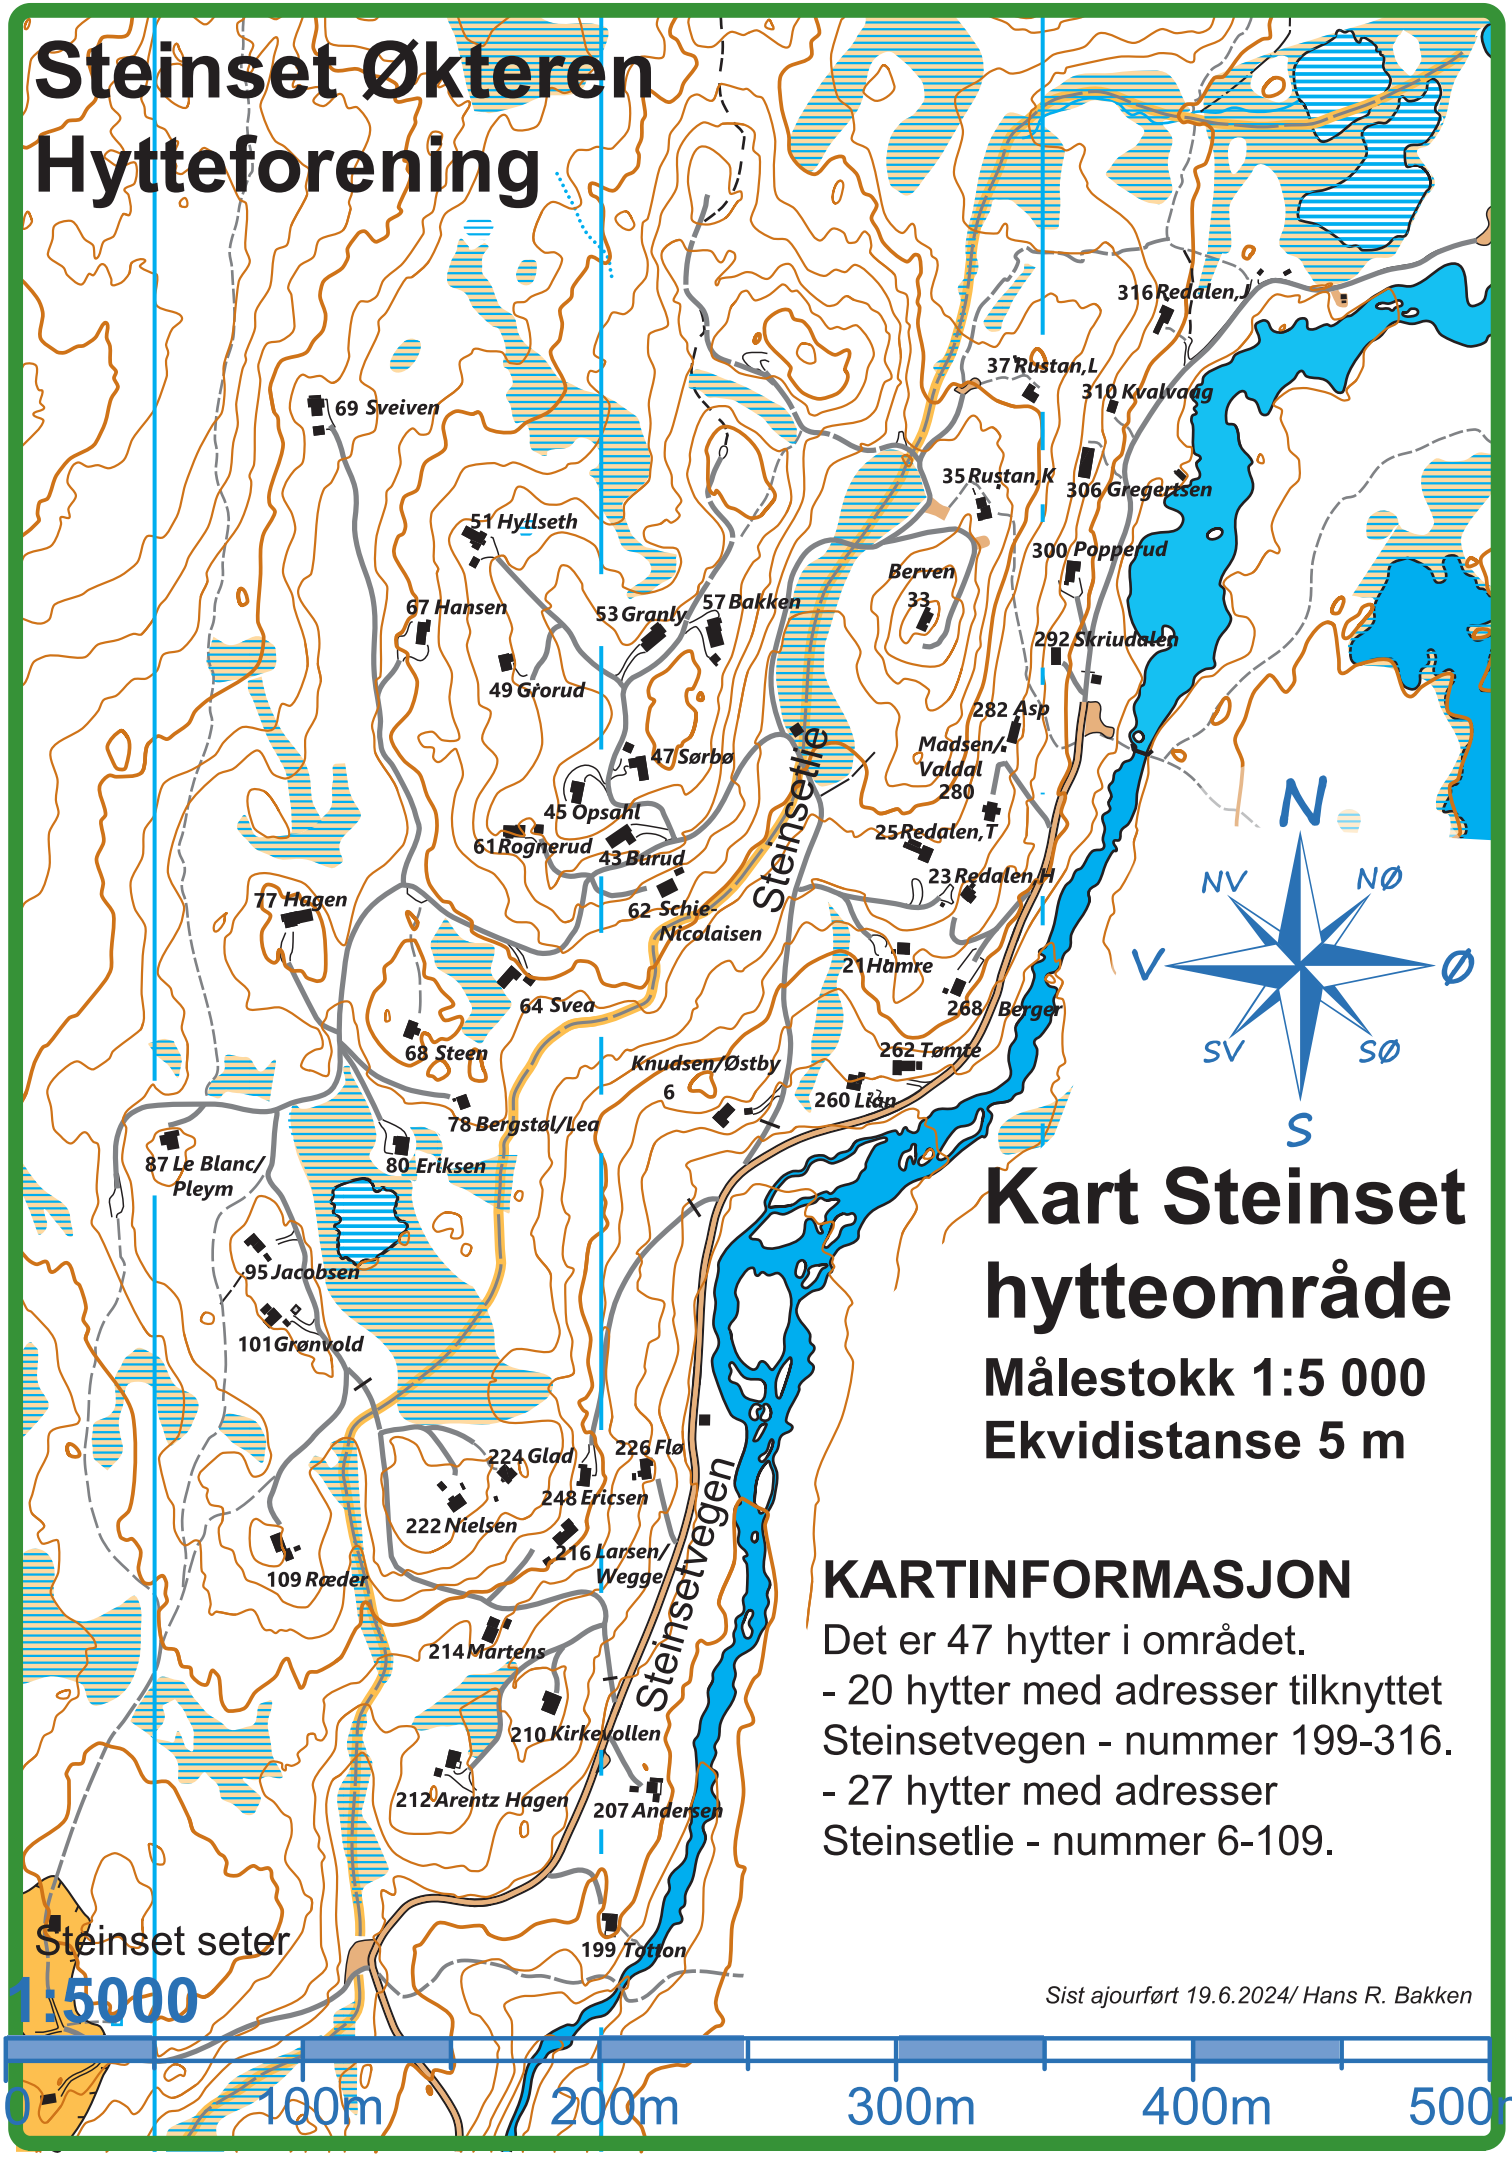 Steinset Økteren
Hytteforening
316 Redalen,J
37 Rustan,L
310 Kvalvaag
69 Sveiven
35 Rustan,K
306 Gregertsen
51 Hyllseth
300 Popperud
Berven
33
67 Hansen
53 Granly
57 Bakken
292 Skriudalen
49 Grorud
282 Asp
Madsen/
Valdal
280
47 Sørbø
Steinsetlie
45 Opsahl
25 Redalen,T
61 Rognerud
43 Burud
23 Redalen,H
77 Hagen
62 Schie-
Nicolaisen
21 Hamre
64 Svea
268 Berger
68 Steen
262 Tømte
Knudsen/Østby
6
260 Lian
78 Bergstøl/Lea
87 Le Blanc/
Pleym
80 Eriksen
95 Jacobsen
101 Grønvold
N
NV
NØ
V
Ø
SV
SØ
S
Kart Steinset
hytteområde
Målestokk 1:5 000
Ekvidistanse 5 m
224 Glad
226 Flø
248 Ericsen
222 Nielsen
216 Larsen/
Wegge
109 Ræder
Steinsetvegen
214 Martens
210 Kirkevollen
212 Arentz Hagen
207 Andersen
199 Totton
KARTINFORMASJON
Det er 47 hytter i området.
- 20 hytter med adresser tilknyttet
Steinsetvegen - nummer 199-316.
- 27 hytter med adresser
Steinsetlie - nummer 6-109.
Sist ajourført 19.6.2024/ Hans R. Bakken
Steinset seter
1:5000
0 100m 200m 300m 400m 500m